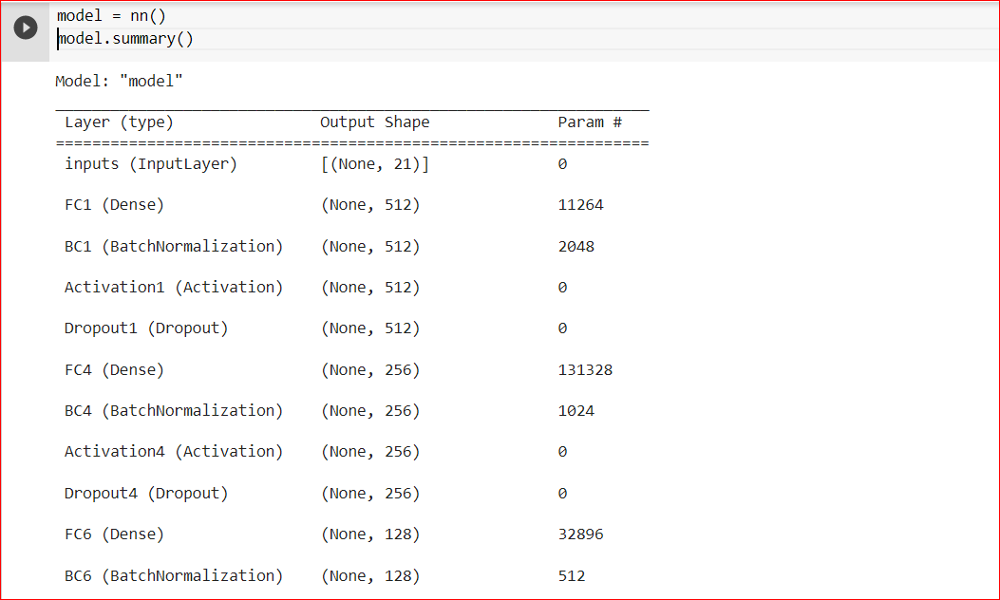 model = nn()
model.summary()
Model: "model"
_________________________________________________________________
Layer (type) Output Shape Param #
=================================================================
inputs (InputLayer) [(None, 21)] 0
FC1 (Dense) (None, 512) 11264
BC1 (BatchNormalization) (None, 512) 2048
Activation1 (Activation) (None, 512) 0
Dropout1 (Dropout) (None, 512) 0
FC4 (Dense) (None, 256) 131328
BC4 (BatchNormalization) (None, 256) 1024
Activation4 (Activation) (None, 256) 0
Dropout4 (Dropout) (None, 256) 0
FC6 (Dense) (None, 128) 32896
BC6 (BatchNormalization) (None, 128) 512